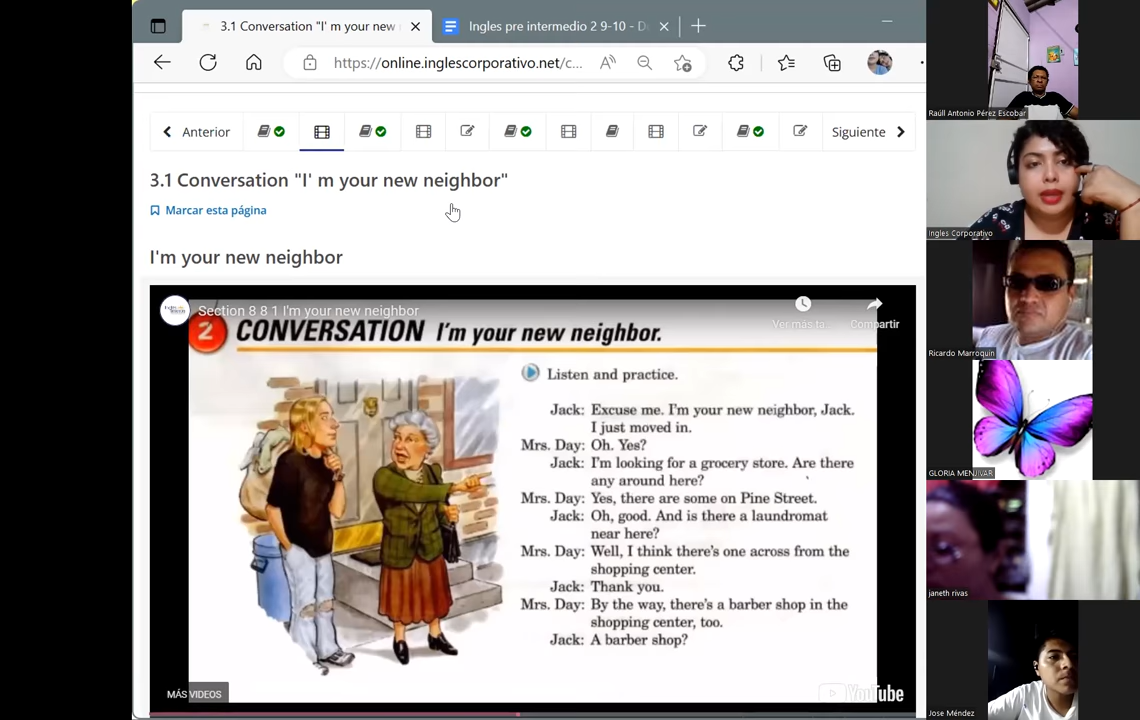 3.1 Conversation "I' m your new
Ingles pre intermedio 2 9-10 - D
https://online.inglescorporativo.net/c...
Anterior
Siguiente
3.1 Conversation "I' m your new neighbor"
Marcar esta página
I'm your new neighbor
Section 8 8 1 I'm your new neighbor
Ver más ta...
Compartir
2 CONVERSATION I'm your new neighbor.
Listen and practice.
Jack: Excuse me. I'm your new neighbor, Jack.
I just moved in.
Mrs. Day: Oh. Yes?
Jack: I'm looking for a grocery store. Are there
any around here?
Mrs. Day: Yes, there are some on Pine Street.
Jack: Oh, good. And is there a laundromat
near here?
Mrs. Day: Well, I think there's one across from the
shopping center.
Jack: Thank you.
Mrs. Day: By the way, there's a barber shop in the
shopping center, too.
Jack: A barber shop?
MÁS VIDEOS
YouTube
Raúll Antonio Pérez Escobar
Ingles Corporativo
Ricardo Marroquin
GLORIA MENJIVAR
janeth rivas
Jose Méndez